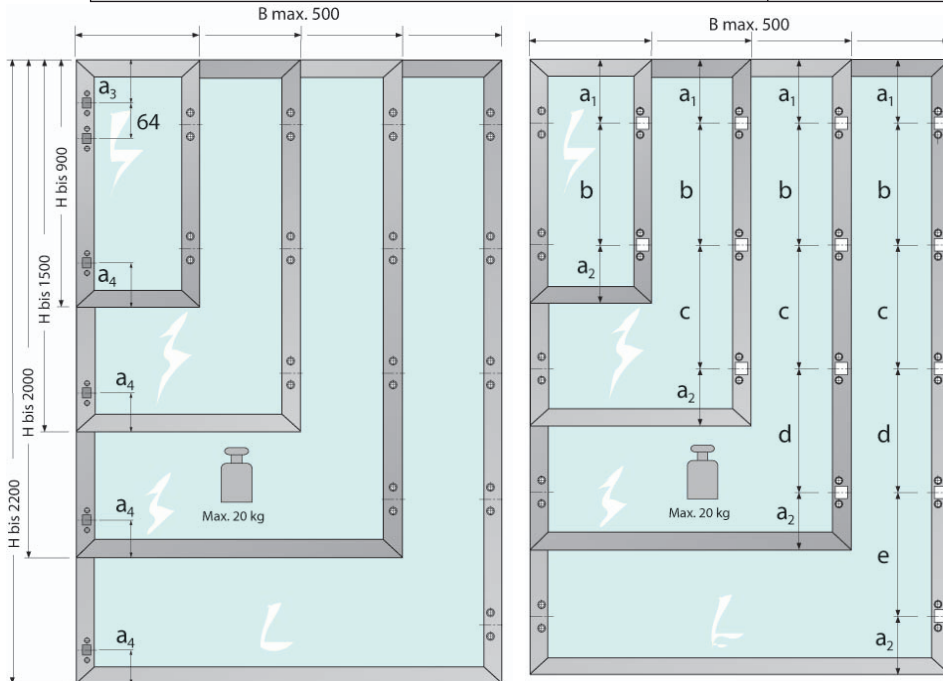 B max. 500
a₃
64
a₄
a₄
a₄
a₄
H bis 900
H bis 1500
H bis 2000
H bis 2200
Max. 20 kg
B max. 500
a₁ a₁ a₁ a₁
b b b b
a₂ c c c
a₂ d d
a₂ e
a₂
Max. 20 kg